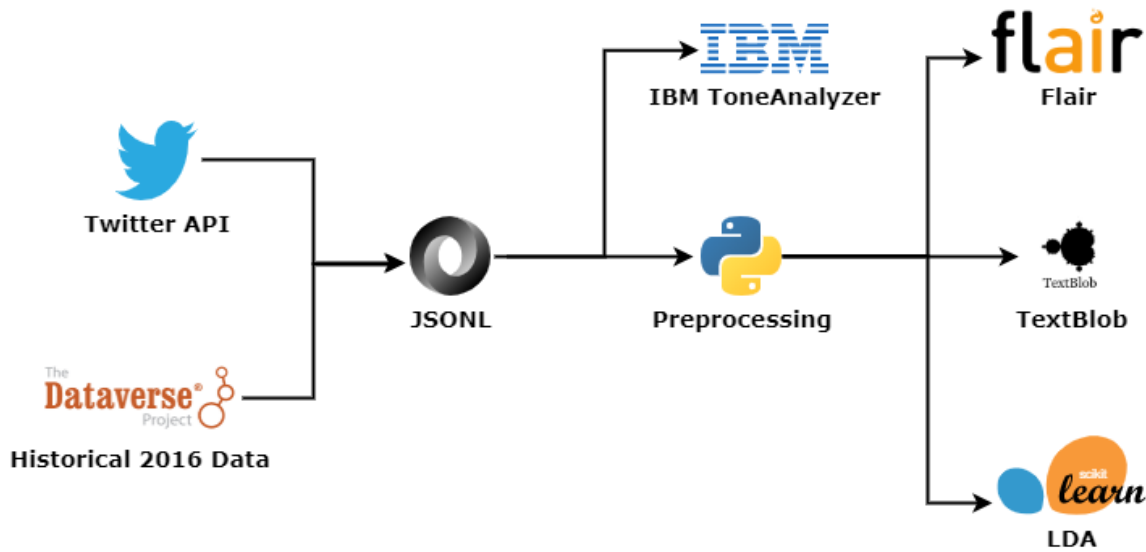 IBM
IBM ToneAnalyzer
flair
Flair
Twitter API
JSONL
Preprocessing
TextBlob
TextBlob
The
Dataverse®
Project
Historical 2016 Data
scikit
learn
LDA